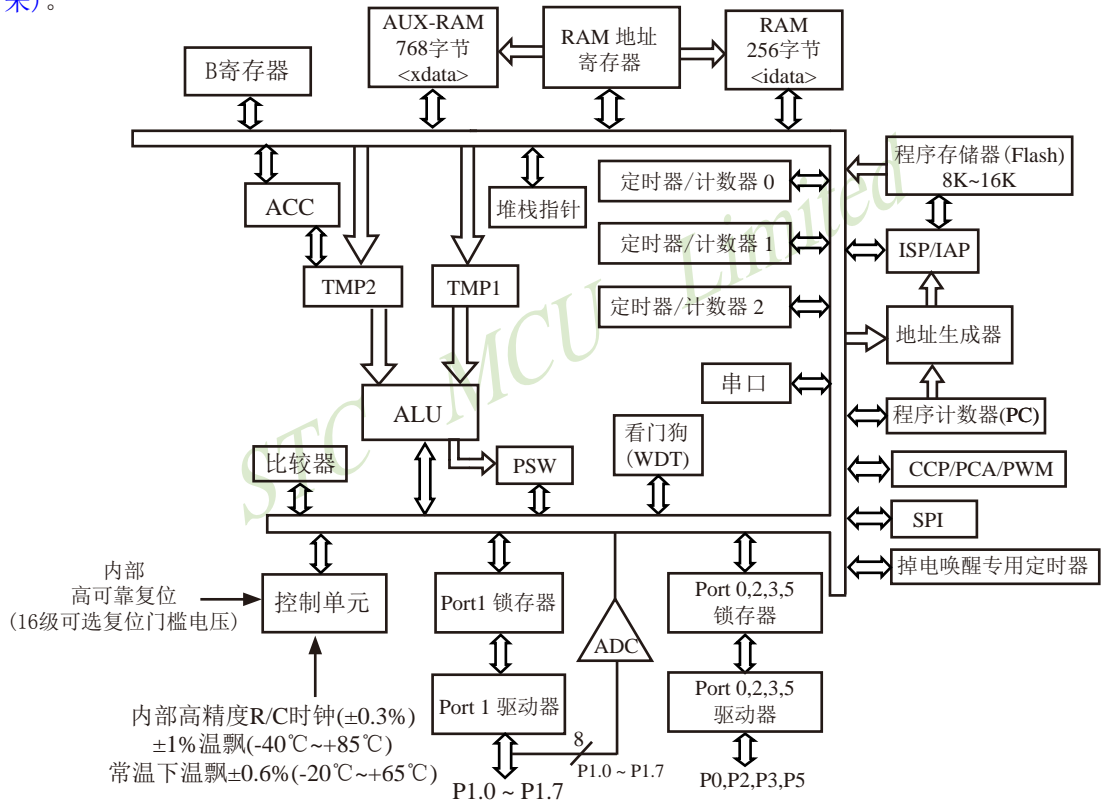 来)。
AUX-RAM
768字节
<xdata>
RAM 地址
寄存器
RAM
256字节
<idata>
B寄存器
程序存储器(Flash)
8K~16K
定时器/计数器 0
ACC
堆栈指针
定时器/计数器 1
ISP/IAP
TMP2
TMP1
定时器/计数器 2
地址生成器
串口
ALU
程序计数器(PC)
看门狗
(WDT)
比较器
PSW
CCP/PCA/PWM
SPI
掉电唤醒专用定时器
内部
高可靠复位
(16级可选复位门槛电压)
控制单元
Port1 锁存器
ADC
Port 0,2,3,5
锁存器
Port 1 驱动器
Port 0,2,3,5
驱动器
内部高精度R/C时钟(±0.3%)
±1%温飘(-40℃~+85℃)
常温下温飘±0.6%(-20℃~+65℃)
8
P1.0 ~ P1.7
P1.0 ~ P1.7
P0,P2,P3,P5
STC MCU Limited